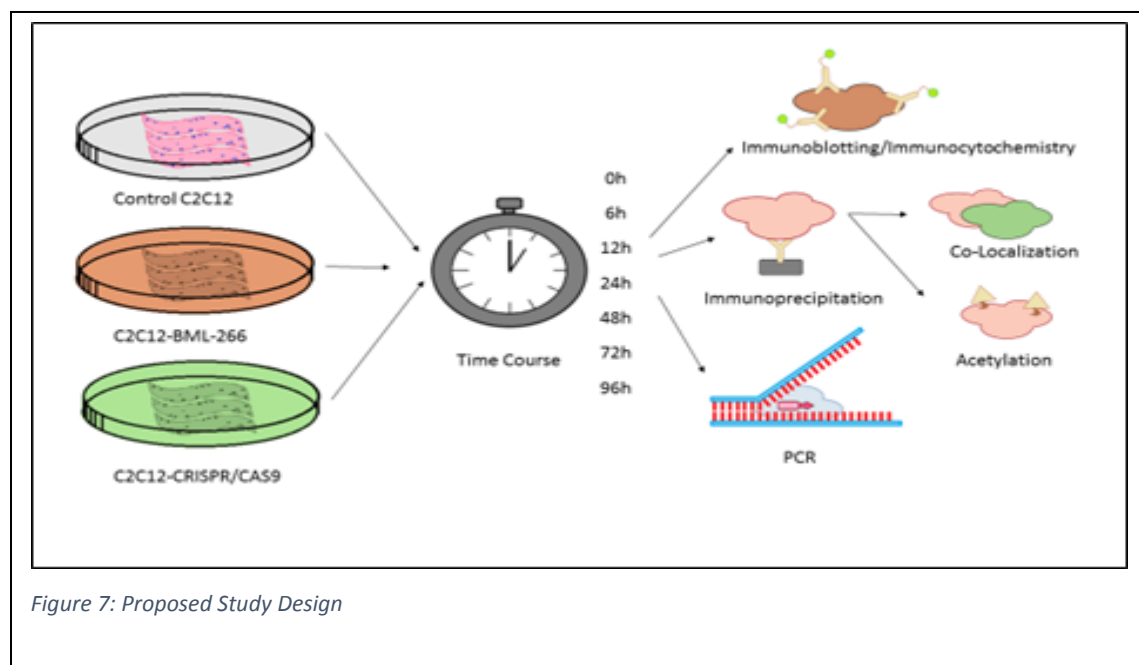 Control C2C12
C2C12-BML-266
C2C12-CRISPR/CAS9
Time Course
0h
6h
12h
24h
48h
72h
96h
Immunoblotting/Immunocytochemistry
Immunoprecipitation
Co-Localization
Acetylation
PCR
Figure 7: Proposed Study Design